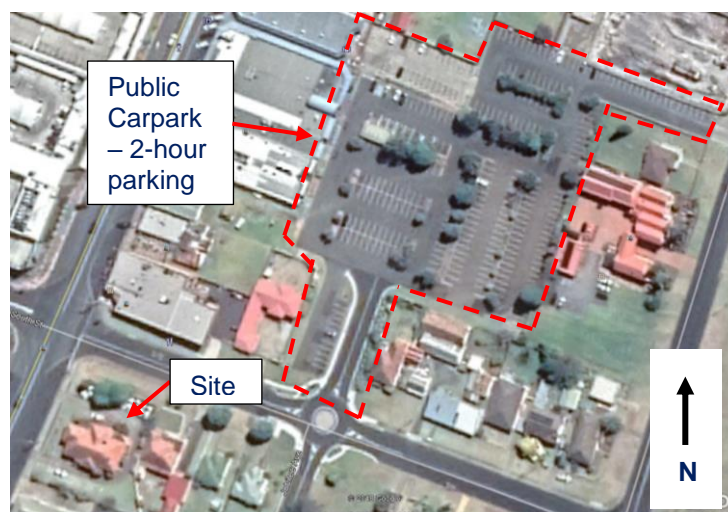 Public
Carpark
– 2-hour
parking
Site
N